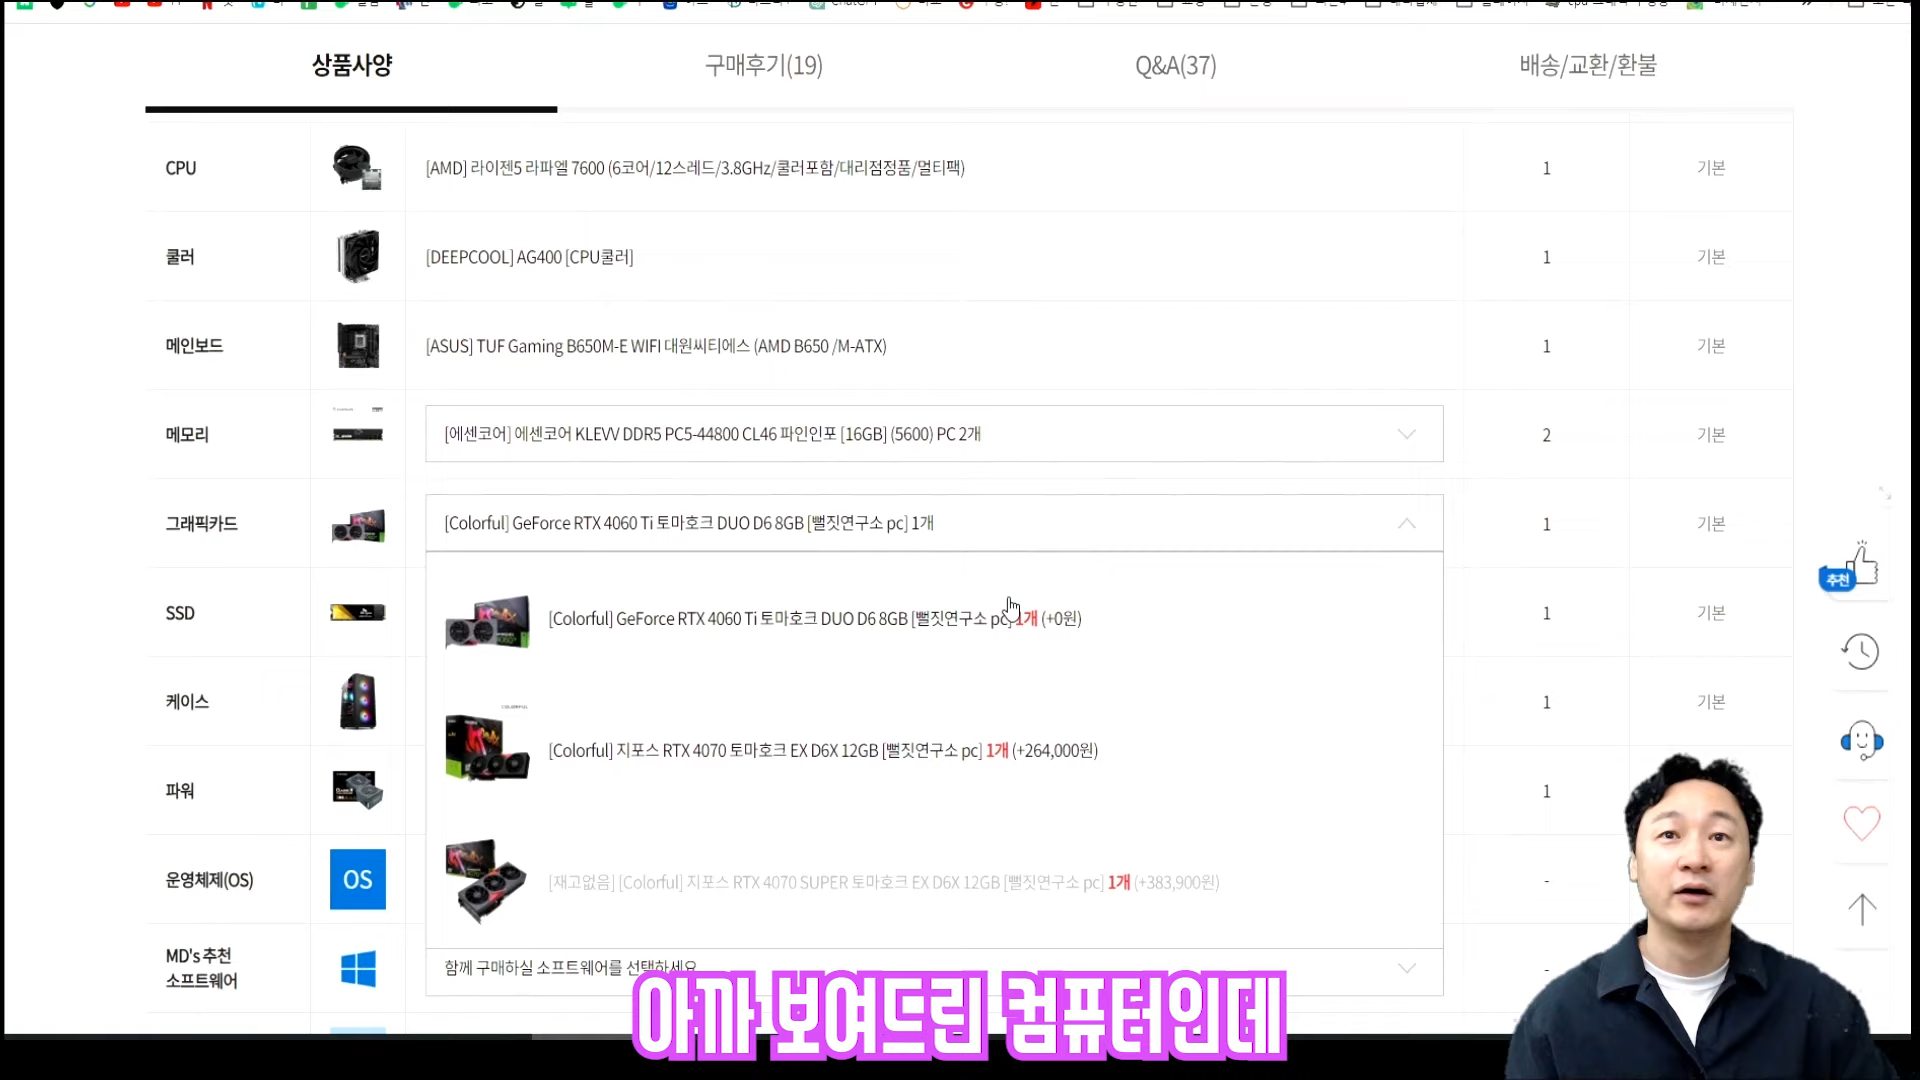 상품사양
구매후기(19)
Q&A(37)
배송/교환/환불
CPU
[AMD] 라이젠5 라파엘 7600 (6코어/12스레드/3.8GHz/쿨러포함/대리점정품/멀티팩)
1
기본
쿨러
[DEEPCOOL] AG400 [CPU쿨러]
1
기본
메인보드
[ASUS] TUF Gaming B650M-E WIFI 대원씨티에스 (AMD B650 /M-ATX)
1
기본
메모리
[에센코어] 에센코어 KLEVV DDR5 PC5-44800 CL46 파인인포 [16GB] (5600) PC 2개
2
기본
그래픽카드
[Colorful] GeForce RTX 4060 Ti 토마호크 DUO D6 8GB [뻘짓연구소 pc] 1개
1
기본
SSD
[Colorful] GeForce RTX 4060 Ti 토마호크 DUO D6 8GB [뻘짓연구소 pc] 1개 (+0원)
1
기본
추천
케이스
[Colorful] 지포스 RTX 4070 토마호크 EX D6X 12GB [뻘짓연구소 pc] 1개 (+264,000원)
1
기본
파워
1
운영체제(OS)
OS
[재고없음] [Colorful] 지포스 RTX 4070 SUPER 토마호크 EX D6X 12GB [뻘짓연구소 pc] 1개 (+383,900원)
-
MD's 추천
소프트웨어
함께 구매하실 소프트웨어를 선택하세요
-
아까 보여드린 컴퓨터인데